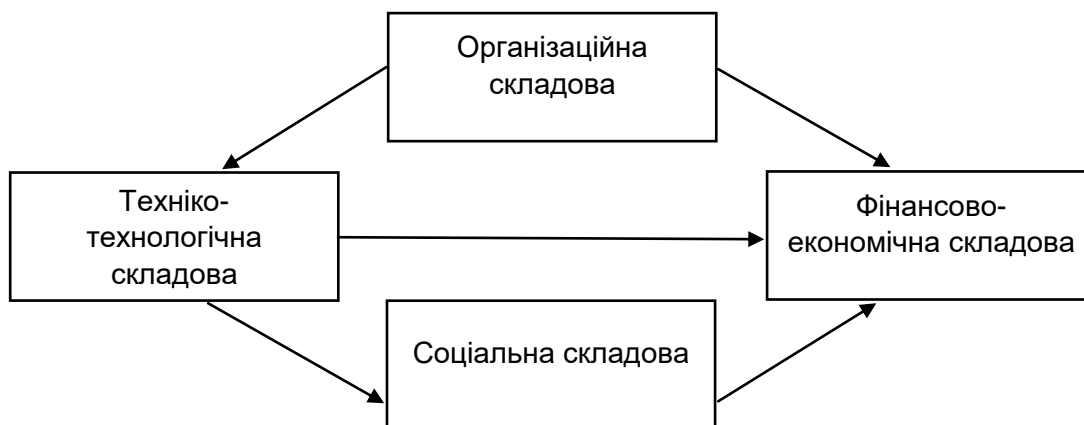 Організаційна
складова
Техніко-
технологічна
складова
Фінансово-
економічна складова
Соціальна складова